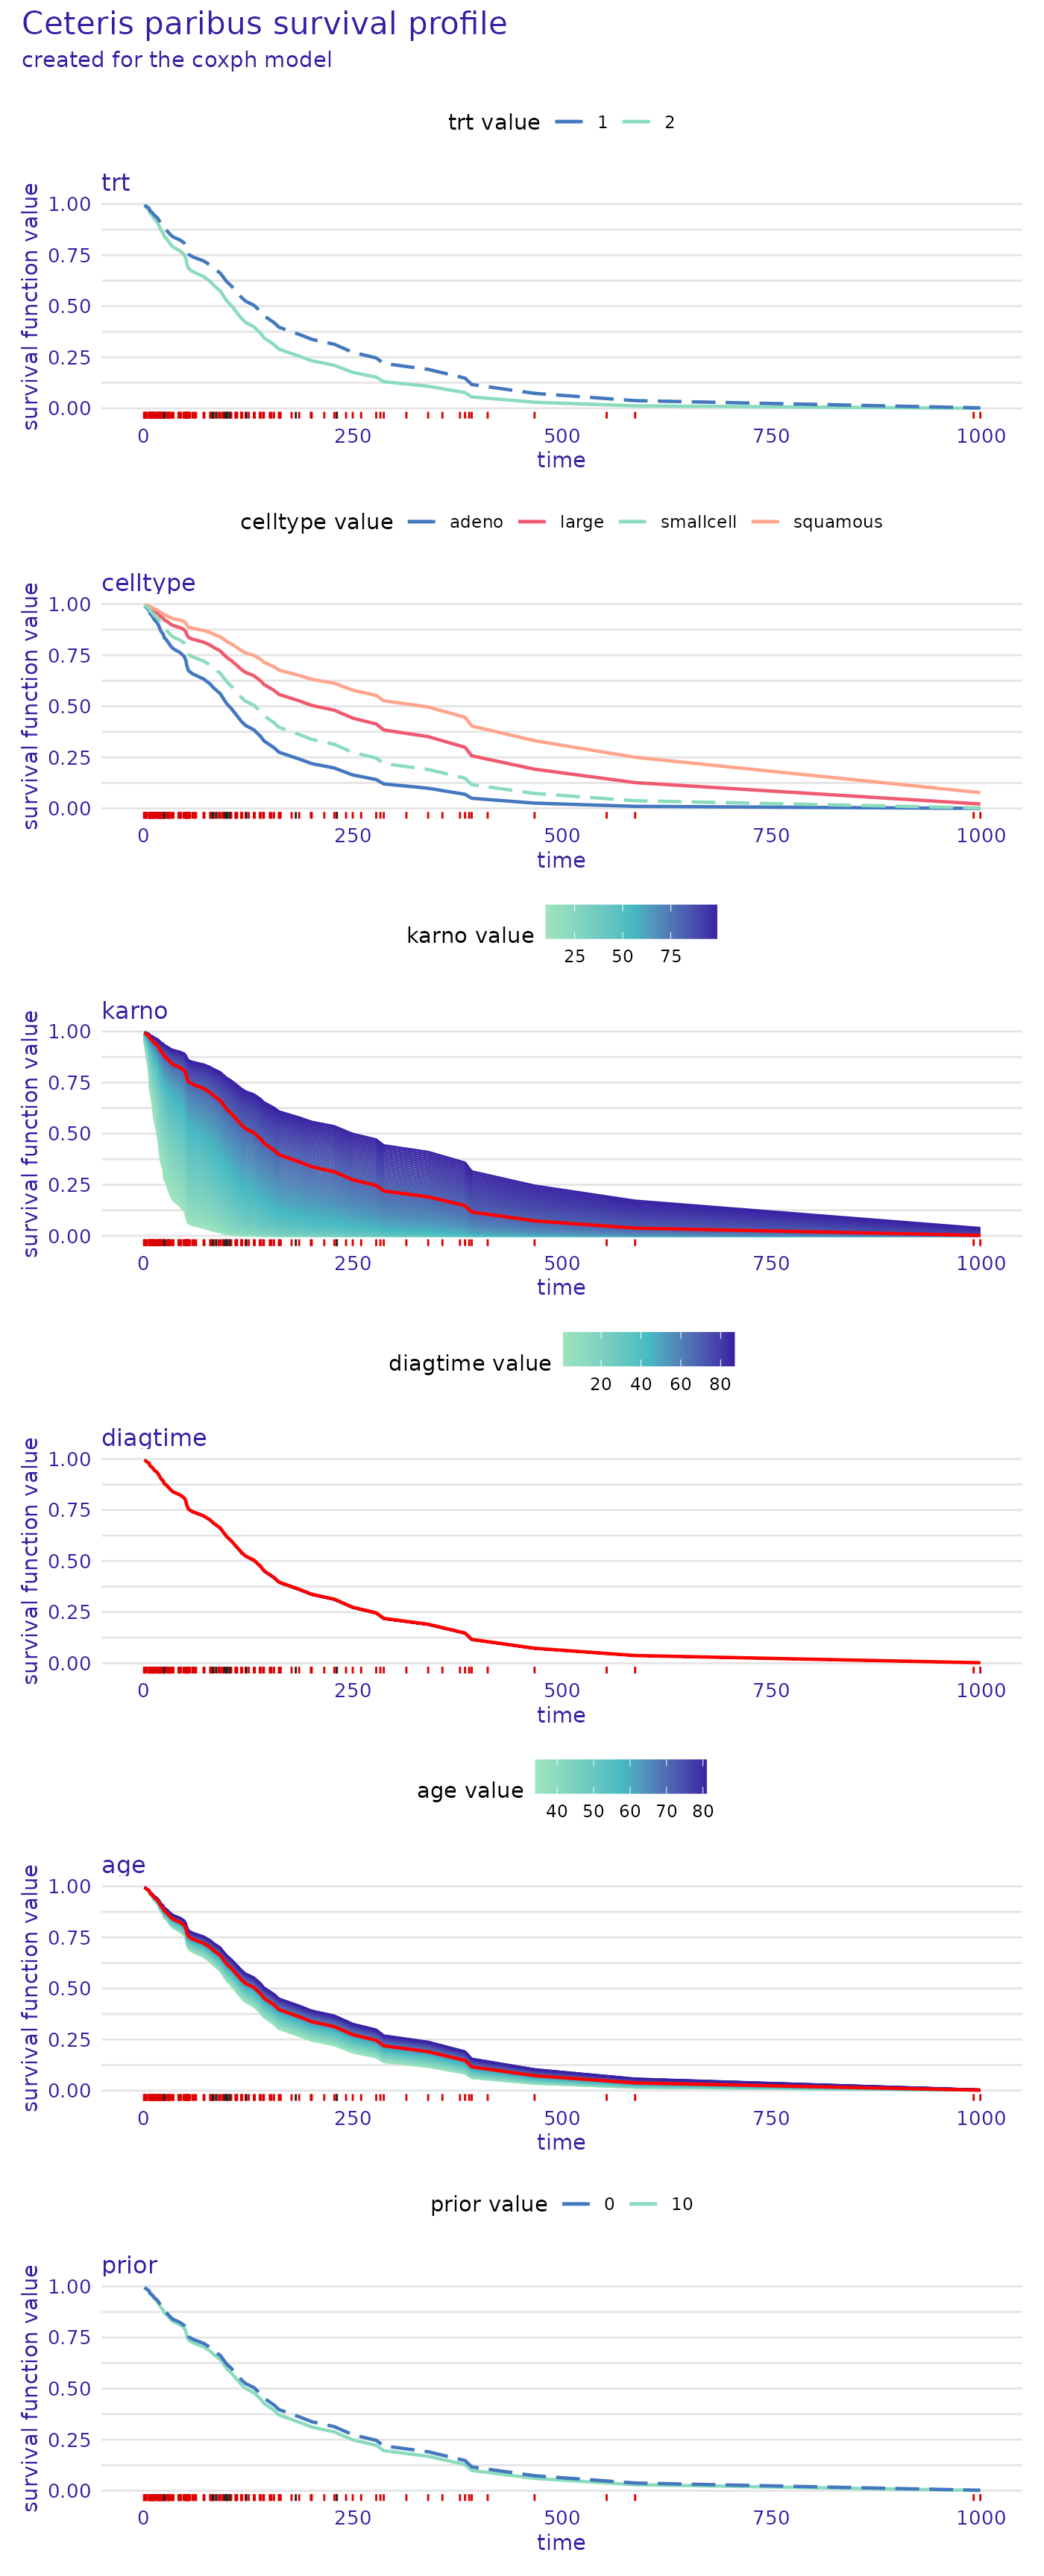 Ceteris paribus survival profile
created for the coxph model
trt value 1 2
trt
survival function value
1.00
0.75
0.50
0.25
0.00
0 250 500 750 1000
time
celltype value adeno large smallcell squamous
celltype
survival function value
1.00
0.75
0.50
0.25
0.00
0 250 500 750 1000
time
karno value
25 50 75
karno
survival function value
1.00
0.75
0.50
0.25
0.00
0 250 500 750 1000
time
diagtime value
20 40 60 80
diagtime
survival function value
1.00
0.75
0.50
0.25
0.00
0 250 500 750 1000
time
age value
40 50 60 70 80
age
survival function value
1.00
0.75
0.50
0.25
0.00
0 250 500 750 1000
time
prior value 0 10
prior
survival function value
1.00
0.75
0.50
0.25
0.00
0 250 500 750 1000
time